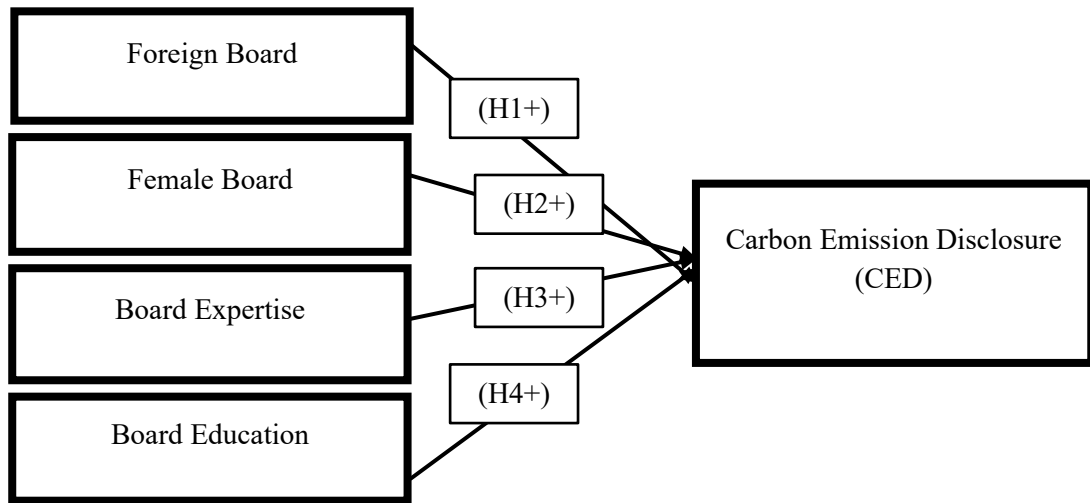 Foreign Board
(H1+)
Female Board
(H2+)
Carbon Emission Disclosure
(CED)
Board Expertise
(H3+)
Board Education
(H4+)